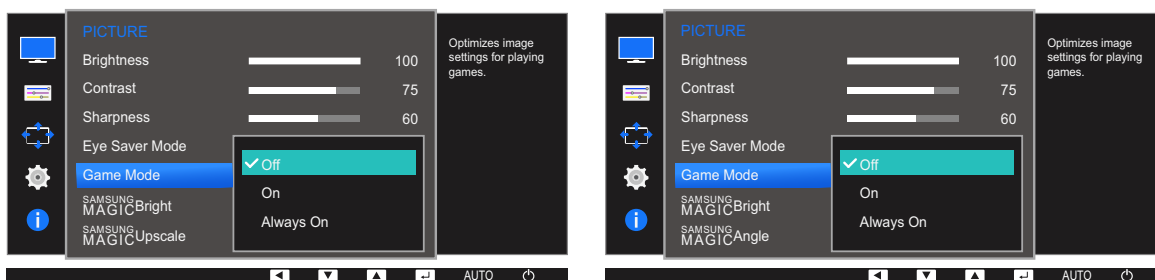 PICTURE
Brightness 100
Contrast 75
Sharpness 60
Eye Saver Mode
Game Mode
SAMSUNG
MAGICBright
SAMSUNG
MAGICUpscale
Off
On
Always On
Optimizes image
settings for playing
games.
AUTO
PICTURE
Brightness 100
Contrast 75
Sharpness 60
Eye Saver Mode
Game Mode
SAMSUNG
MAGICBright
SAMSUNG
MAGICAngle
Off
On
Always On
Optimizes image
settings for playing
games.
AUTO